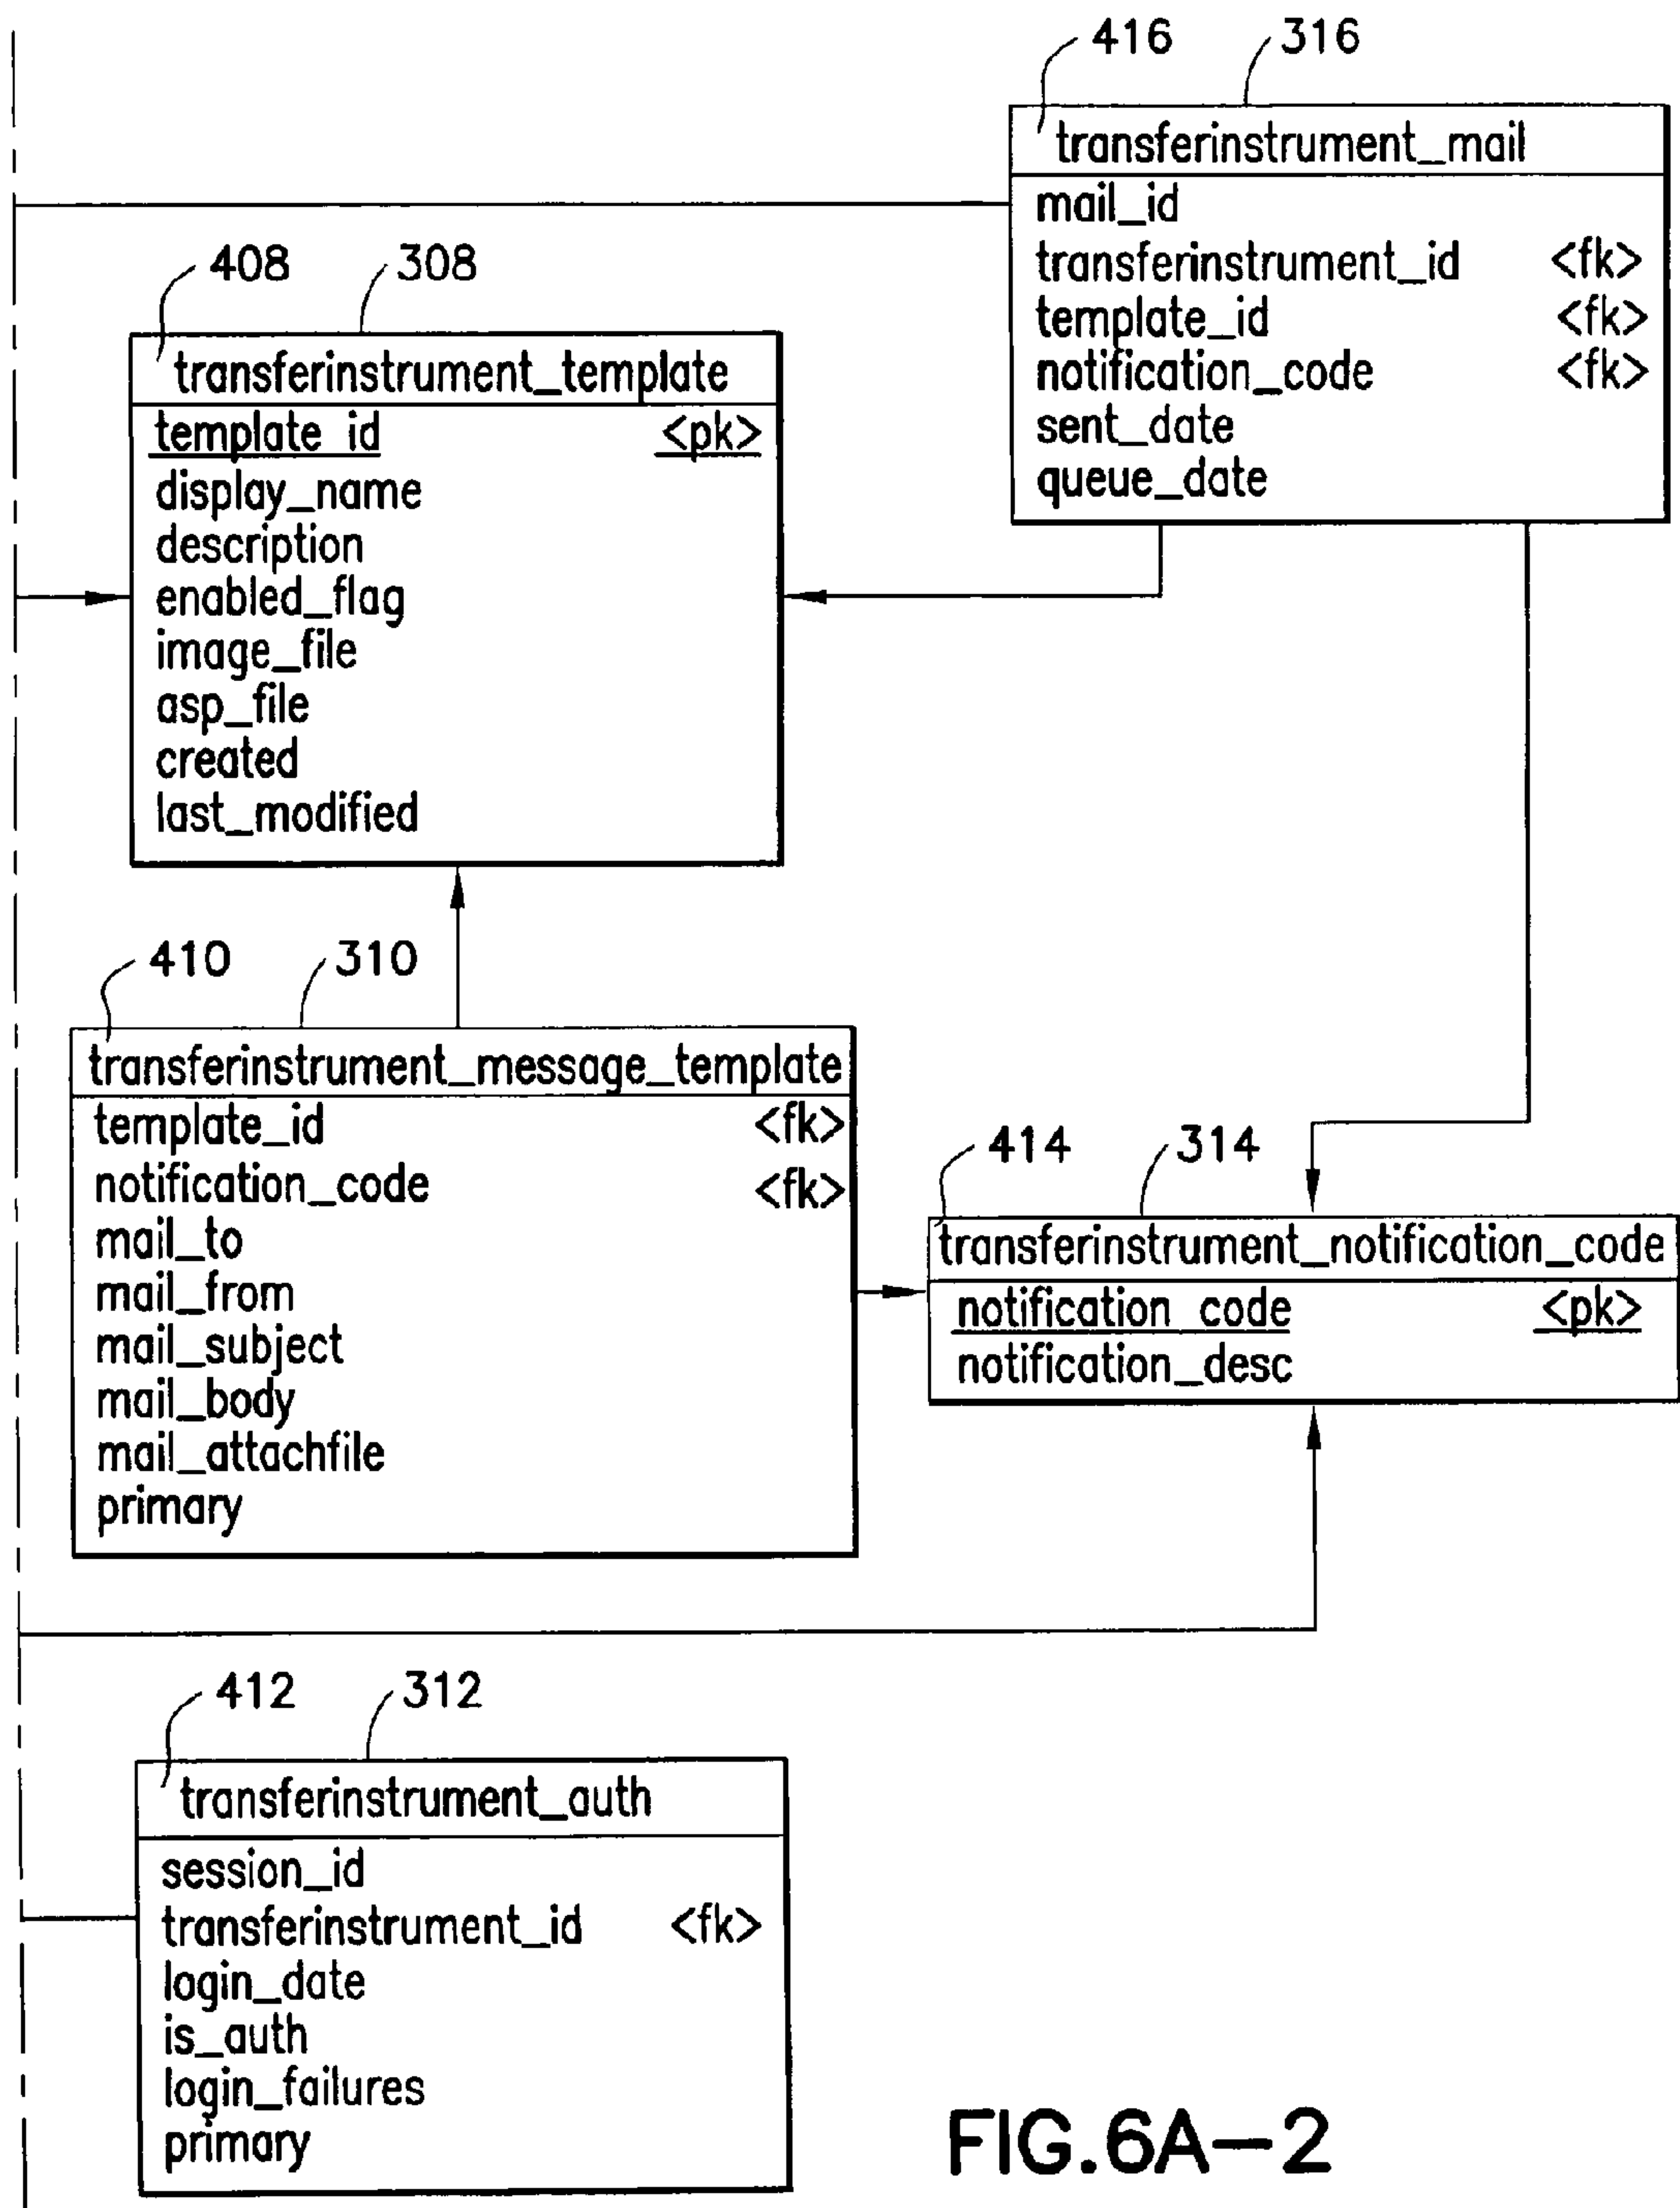 416 316
transferinstrument_mail
mail_id
transferinstrument_id <fk>
template_id <fk>
notification_code <fk>
sent_date
queue_date
408 308
transferinstrument_template
template_id <pk>
display_name
description
enabled_flag
image_file
asp_file
created
last_modified
410 310
transferinstrument_message_template
template_id <fk>
notification_code <fk>
mail_to
mail_from
mail_subject
mail_body
mail_attachfile
primary
414 314
transferinstrument_notification_code
notification_code <pk>
notification_desc
412 312
transferinstrument_auth
session_id
transferinstrument_id <fk>
login_date
is_auth
login_failures
primary
FIG.6A-2